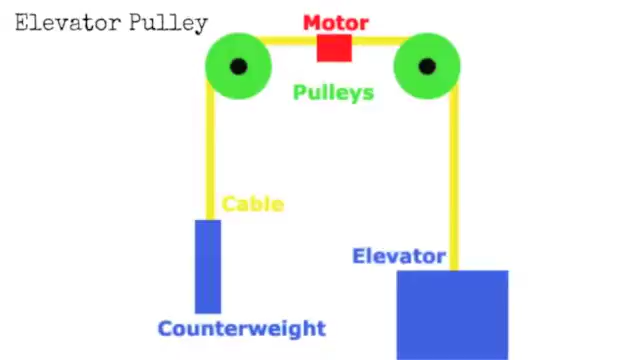 Elevator Pulley
Motor
Pulleys
Cable
Elevator
Counterweight